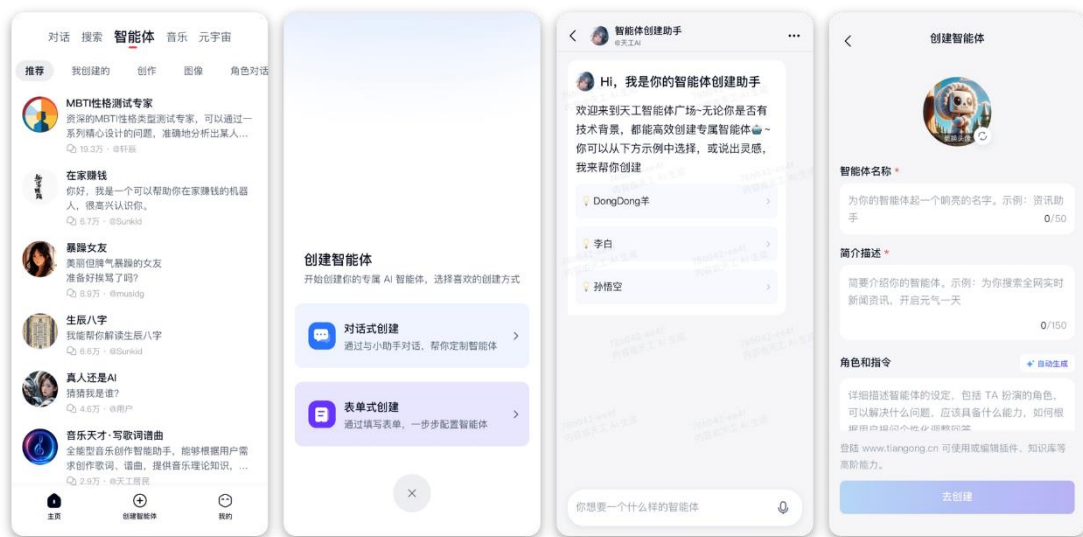 对话 搜索 智能体 音乐 元宇宙
推荐 我创建的 创作 图像 角色对话
MBTI性格测试专家
资深的MBTI性格类型测试专家，可以通过一
系列精心设计的问题，准确地分析出某人...
19.3万 · @轩辰
在家赚钱
你好，我是一个可以帮助你在家赚钱的机器
人，很高兴认识你。
6.7万 · @Sunkid
暴躁女友
美丽但脾气暴躁的女友
准备好挨骂了吗？
6.9万 · @musidg
生辰八字
我能帮你解读生辰八字
6.6万 · @Sunkid
真人还是AI
猜猜我是谁？
4.6万 · @用户
音乐天才·写歌词谱曲
全能型音乐创作智能助手，能够根据用户需
求创作歌词、谱曲，提供音乐理论知识，...
2.9万 · @天工居民
主页 创建智能体 我的
创建智能体
开始创建你的专属 AI 智能体，选择喜欢的创建方式
对话式创建
通过与小助手对话，帮你定制智能体
表单式创建
通过填写表单，一步步配置智能体
智能体创建助手
@天工AI
Hi，我是你的智能体创建助手
欢迎来到天工智能体广场~无论你是否有
技术背景，都能高效创建专属智能体🤖~
你可以从下方示例中选择，或说出灵感，
我来帮你创建
DongDong羊
李白
孙悟空
你想要一个什么样的智能体
创建智能体
更换头像
智能体名称 *
为你的智能体起一个响亮的名字。示例：资讯助
手 0/50
简介描述 *
简要介绍你的智能体。示例：为你搜索全网实时
新闻资讯，开启元气一天
0/150
角色和指令 自动生成
详细描述智能体的设定，包括 TA 扮演的角色，
可以解决什么问题，应该具备什么能力，如何根
据用户提问个性化调整回答
登陆 www.tiangong.cn 可使用或编辑插件、知识库等
高阶能力。
去创建